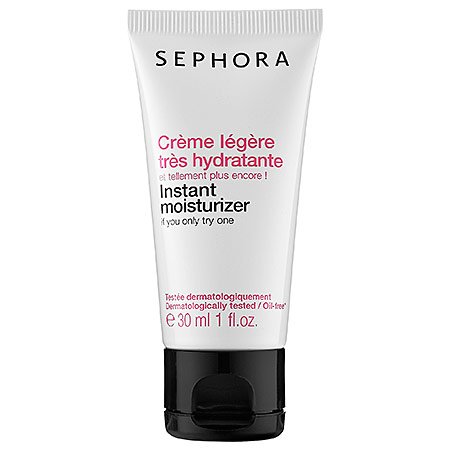 SEPHORA
Crème légère
très hydratante
et tellement plus encore !
Instant
moisturizer
if you only try one
Testée dermatologiquement
Dermatologically tested / Oil-free*
℮ 30 ml 1 fl.oz.